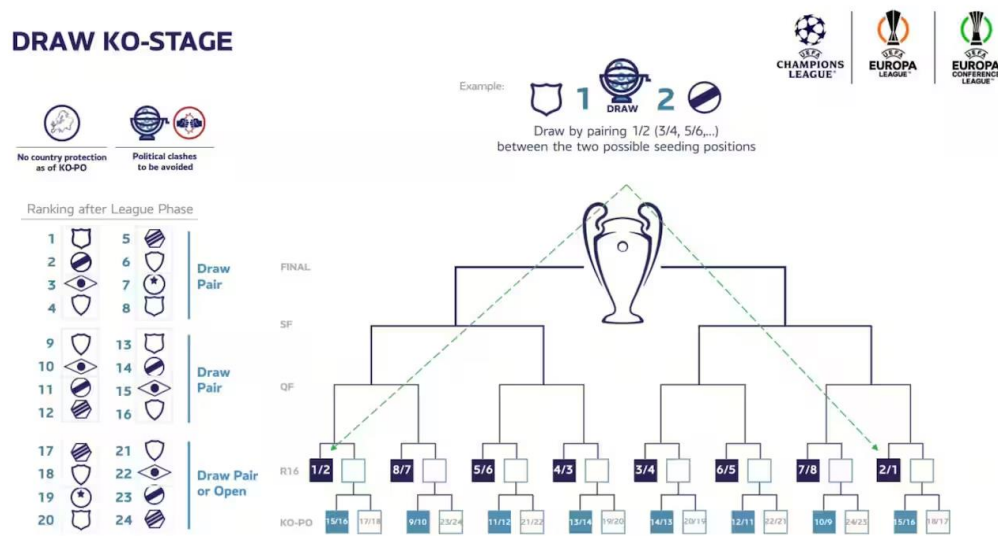 DRAW KO-STAGE
UEFA
CHAMPIONS
LEAGUE
UEFA
EUROPA
LEAGUE
UEFA
EUROPA
CONFERENCE
LEAGUE
Example:
1 DRAW 2
Draw by pairing 1/2 (3/4, 5/6,...)
between the two possible seeding positions
No country protection
as of KO-PO
Political clashes
to be avoided
Ranking after League Phase
1 5
2 6
3 7
4 8
Draw
Pair
9 13
10 14
11 15
12 16
Draw
Pair
17 21
18 22
19 23
20 24
Draw Pair
or Open
FINAL
SF
QF
R16 1/2 8/7 5/6 4/3 3/4 6/5 7/8 2/1
KO-PO 15/16 17/18 9/10 23/24 11/12 21/22 13/14 19/20 14/13 20/19 12/11 22/21 10/9 24/23 15/16 18/17